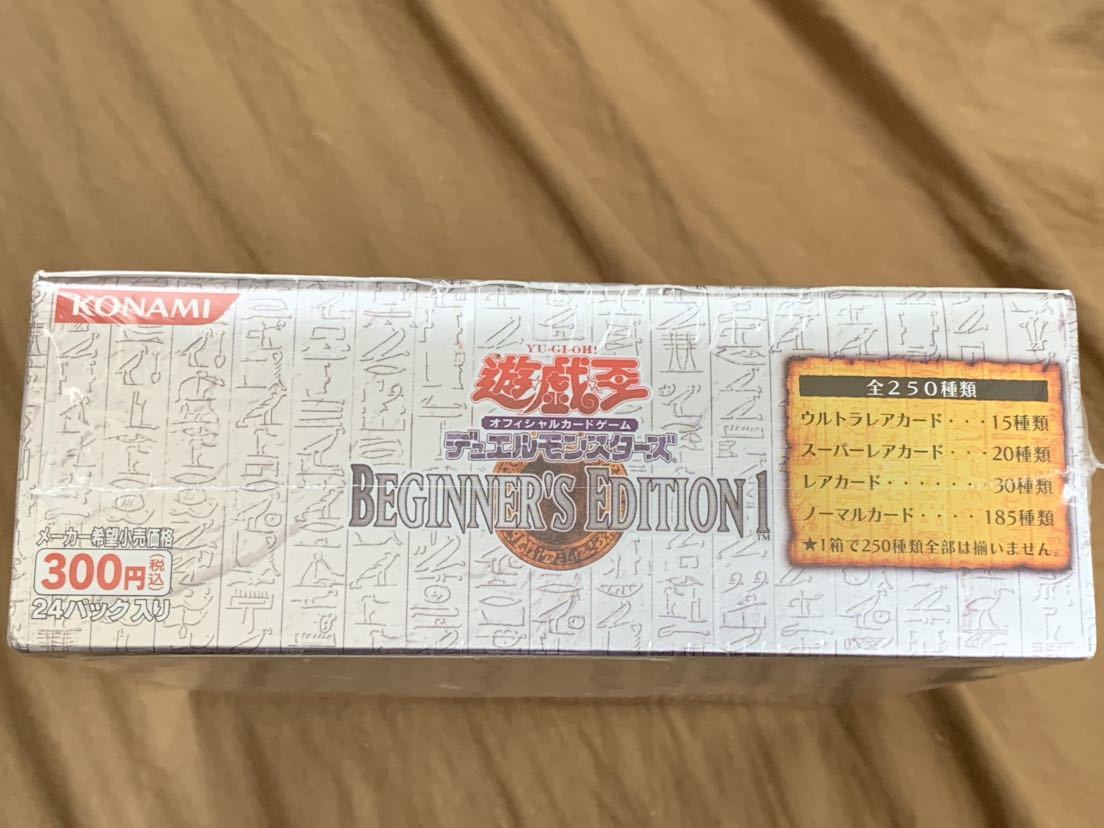 KONAMI
YU-GI-OH!
遊戯王
オフィシャルカードゲーム
デュエルモンスターズ
BEGINNER'S EDITION 1
TM
メーカー希望小売価格
300円税込
24パック入り
全250種類
ウルトラレアカード・・・15種類
スーパーレアカード・・・20種類
レアカード・・・・・・30種類
ノーマルカード・・・・185種類
★1箱で250種類全部は揃いません。